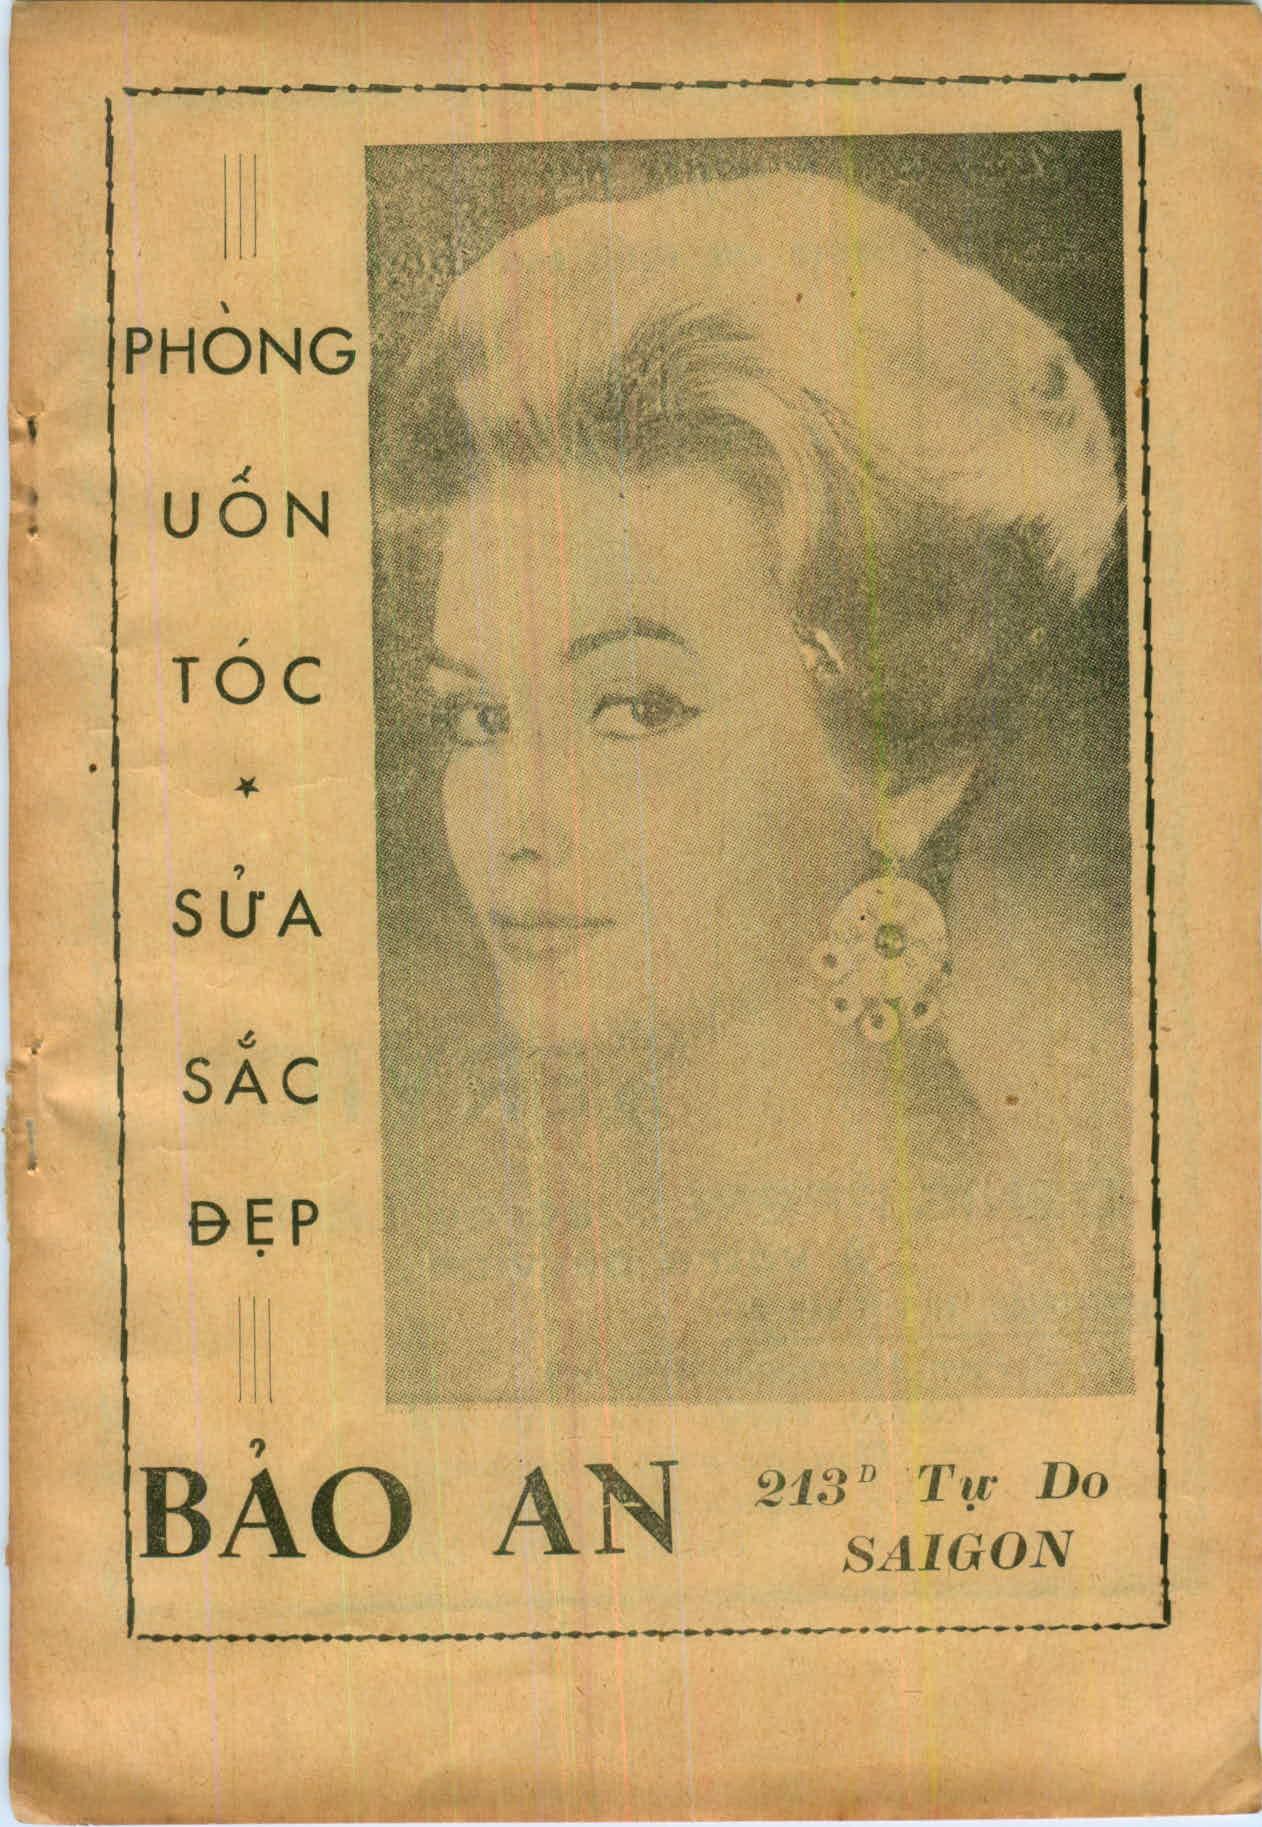 PHÒNG
UỐN
TÓC
★
SỬA
SẮC
ĐẸP
BẢO AN
213D Tự Do
SAIGON